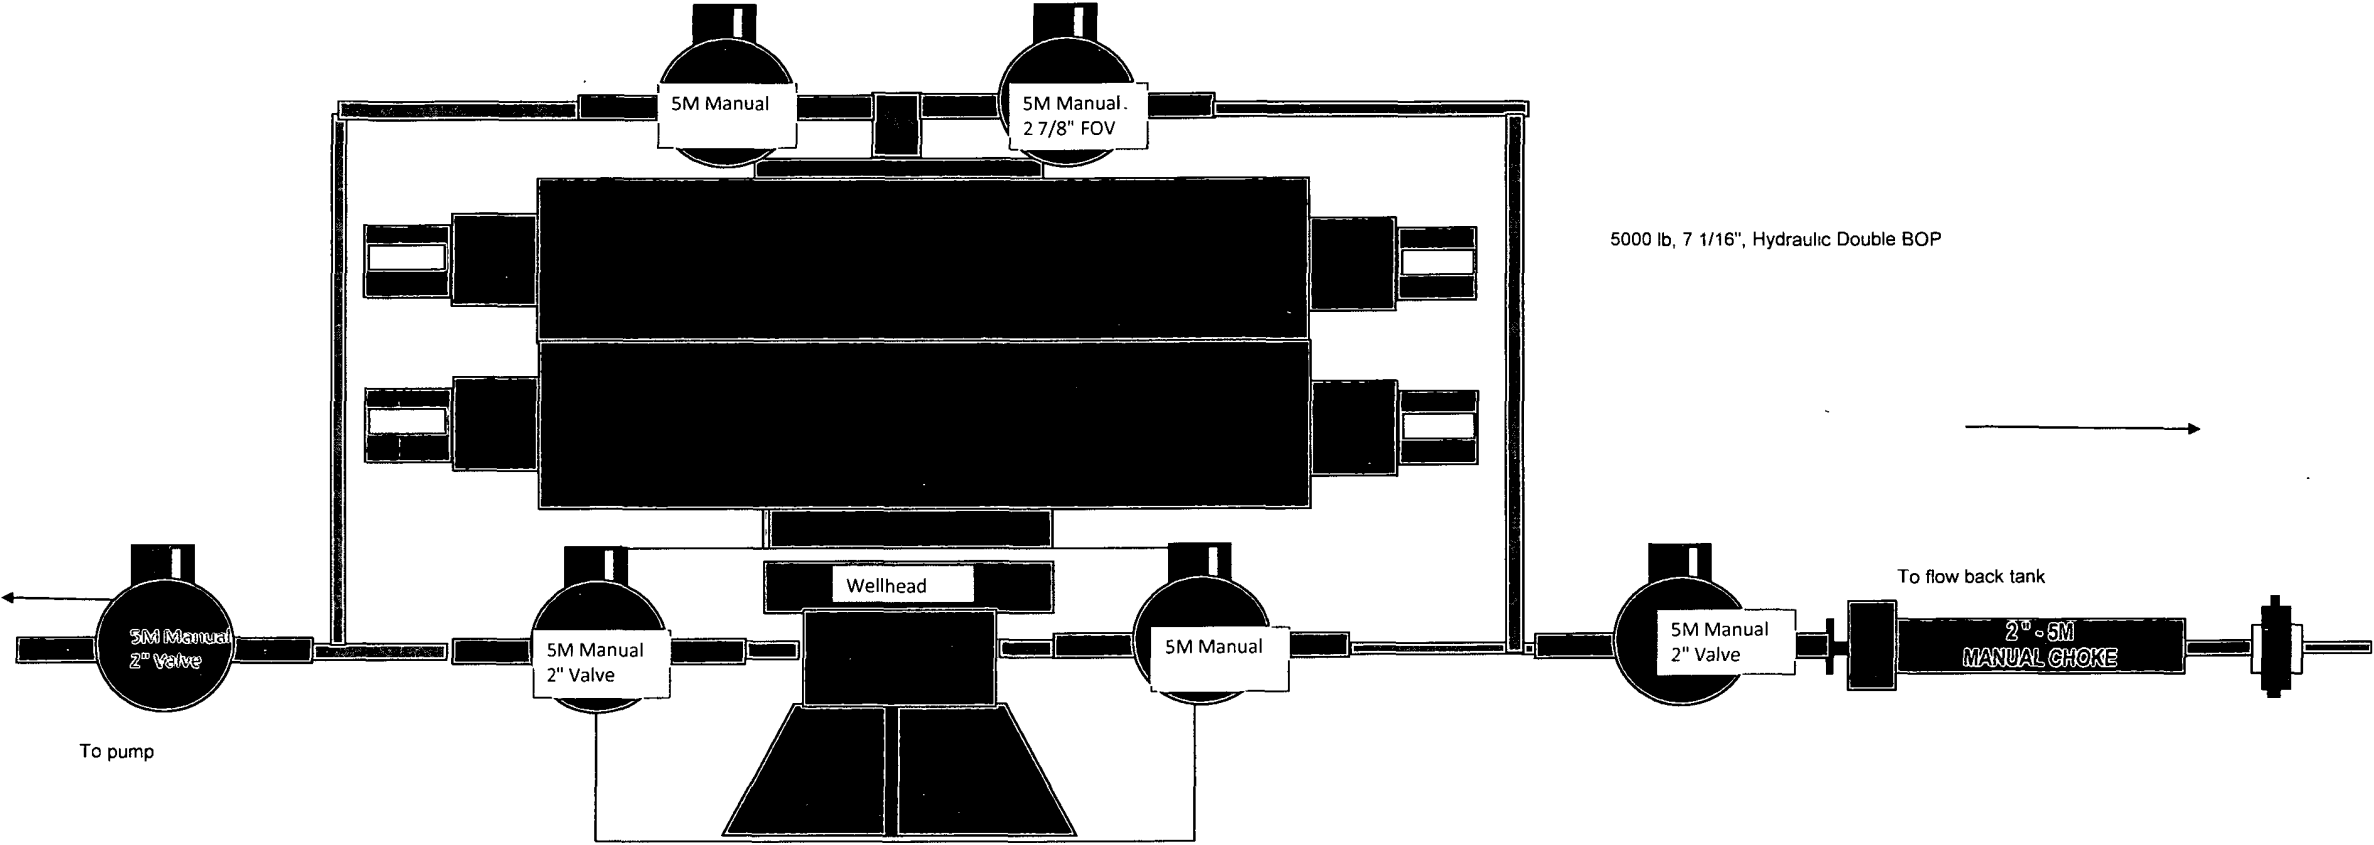 5M Manual
5M Manual.
2 7/8" FOV
5000 lb, 7 1/16", Hydraulic Double BOP
Wellhead
To flow back tank
5M Manual
2" Valve
5M Manual
2" Valve
5M Manual
5M Manual
2" Valve
2" - 5M
MANUAL CHOKE
To pump